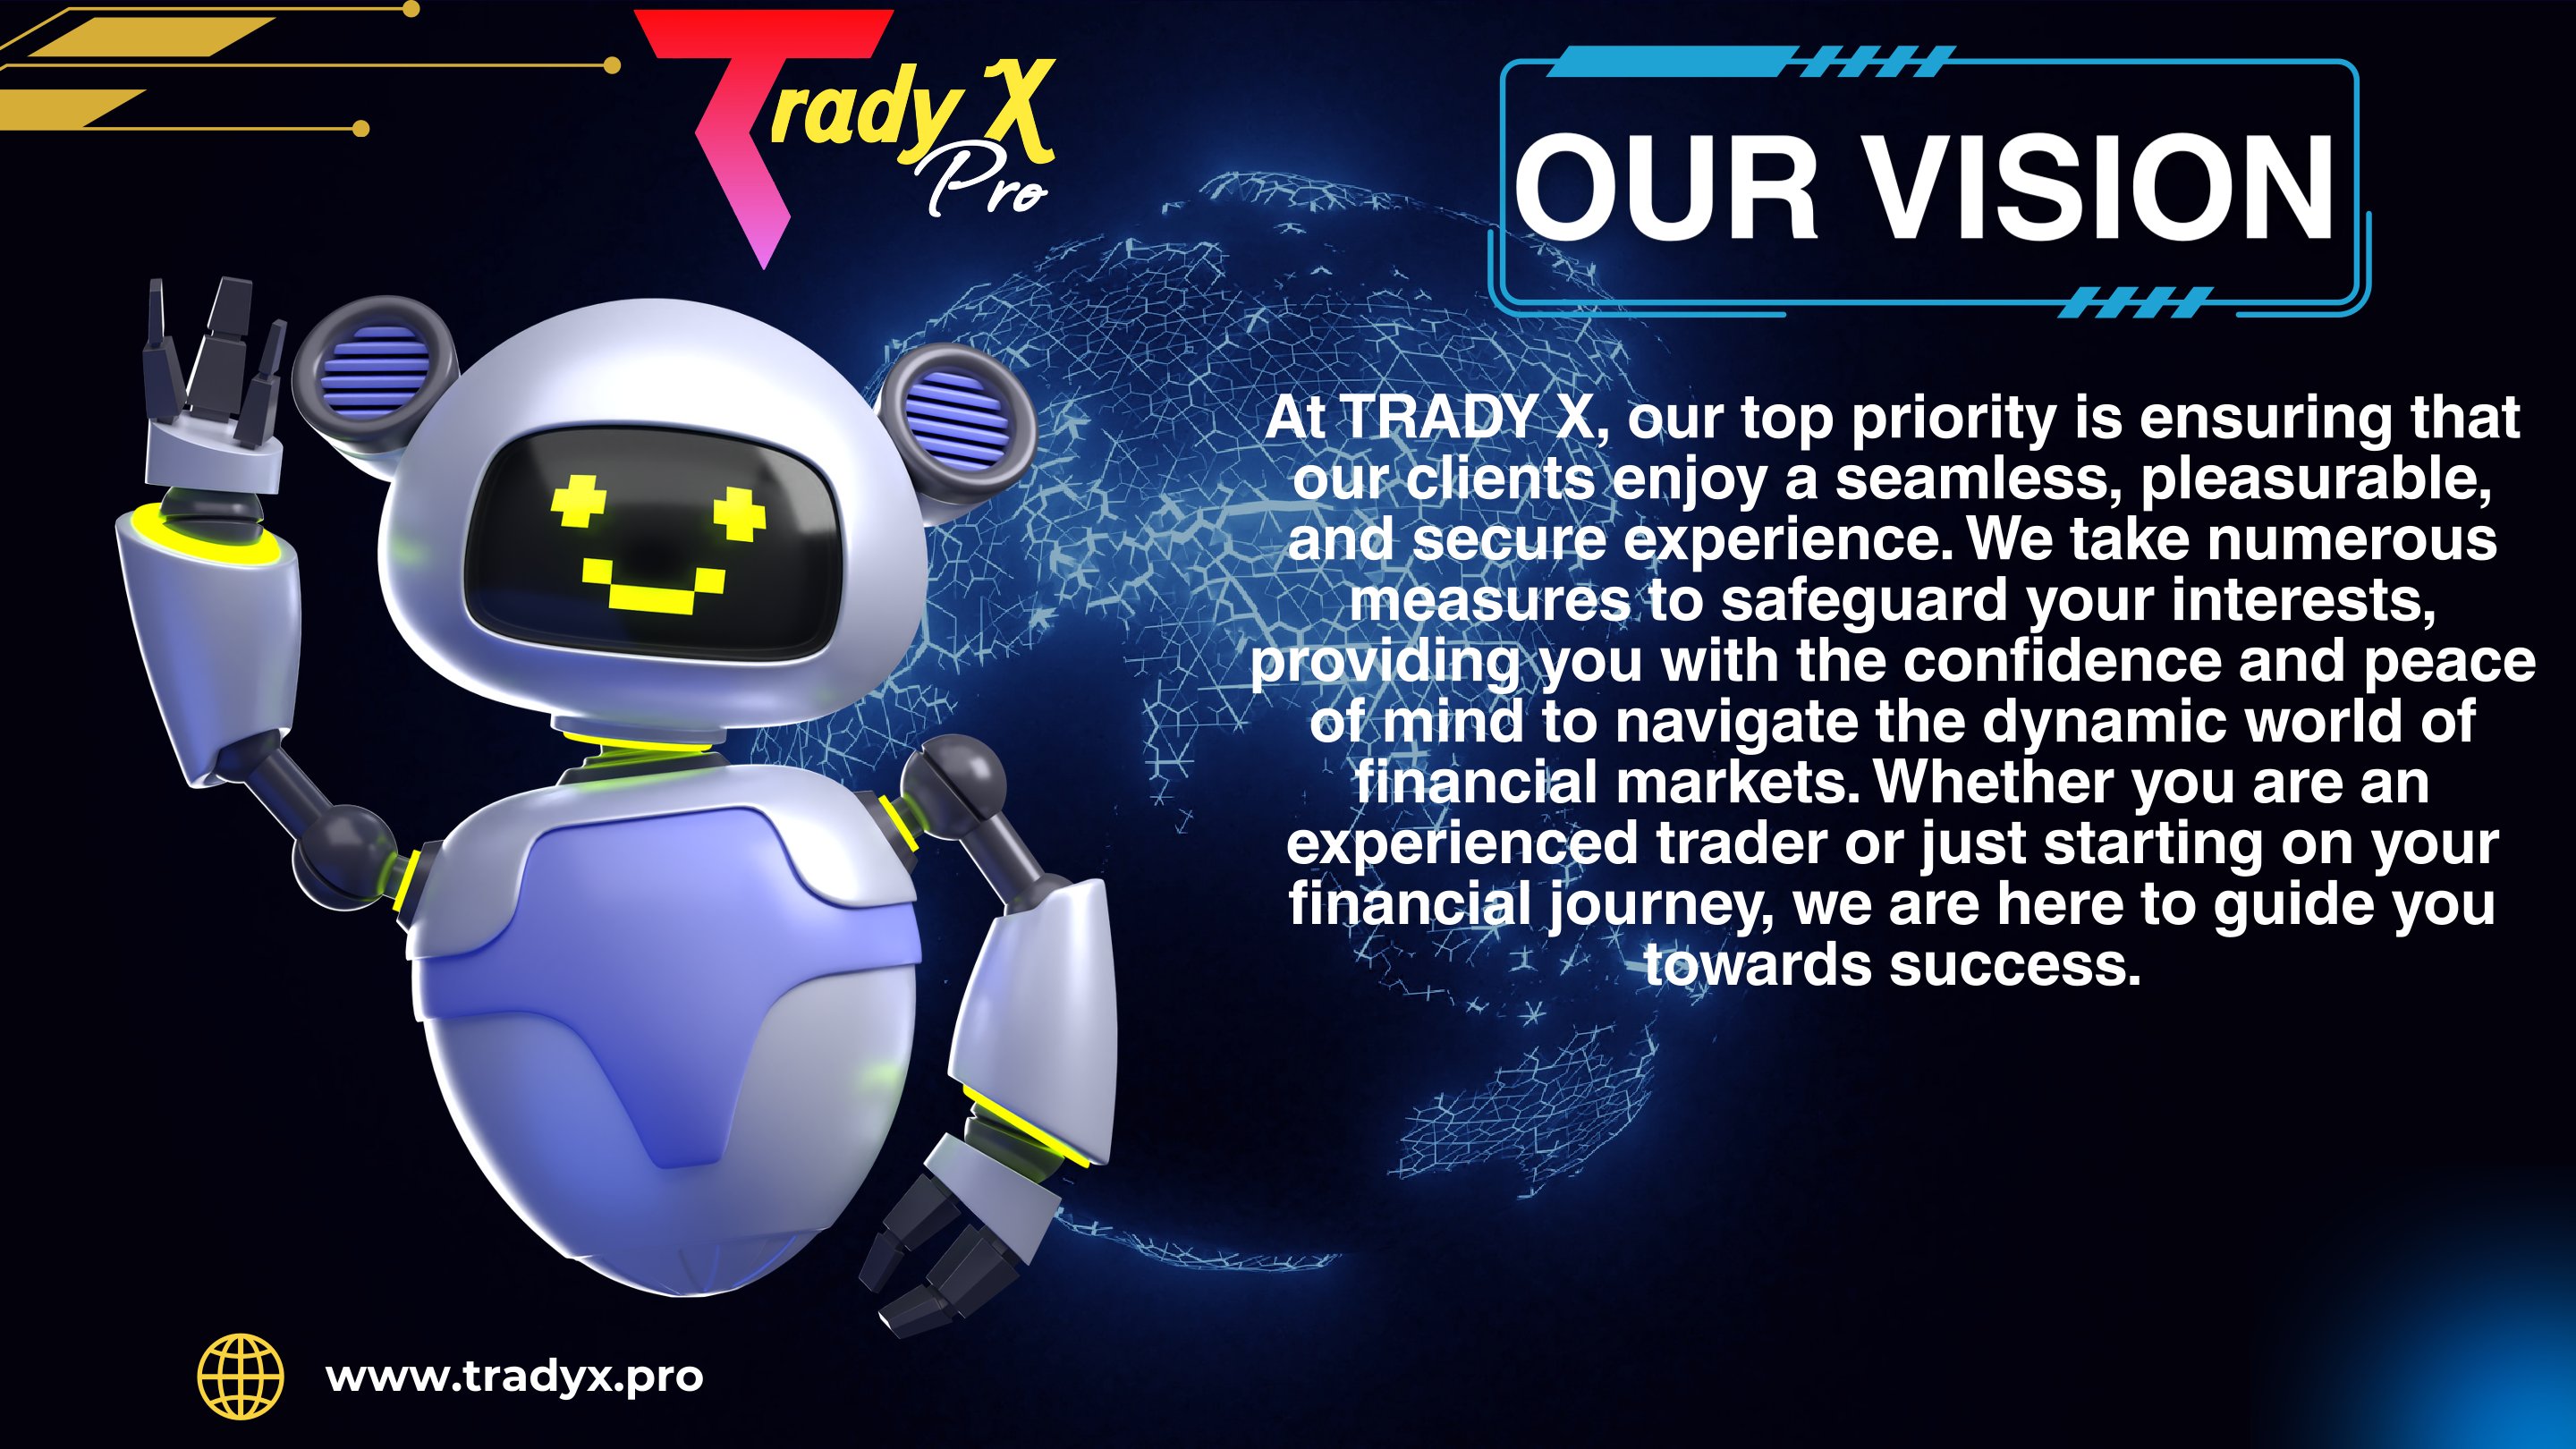 Trady X
Pro
OUR VISION
At TRADY X, our top priority is ensuring that
our clients enjoy a seamless, pleasurable,
and secure experience. We take numerous
measures to safeguard your interests,
providing you with the confidence and peace
of mind to navigate the dynamic world of
financial markets. Whether you are an
experienced trader or just starting on your
financial journey, we are here to guide you
towards success.
www.tradyx.pro